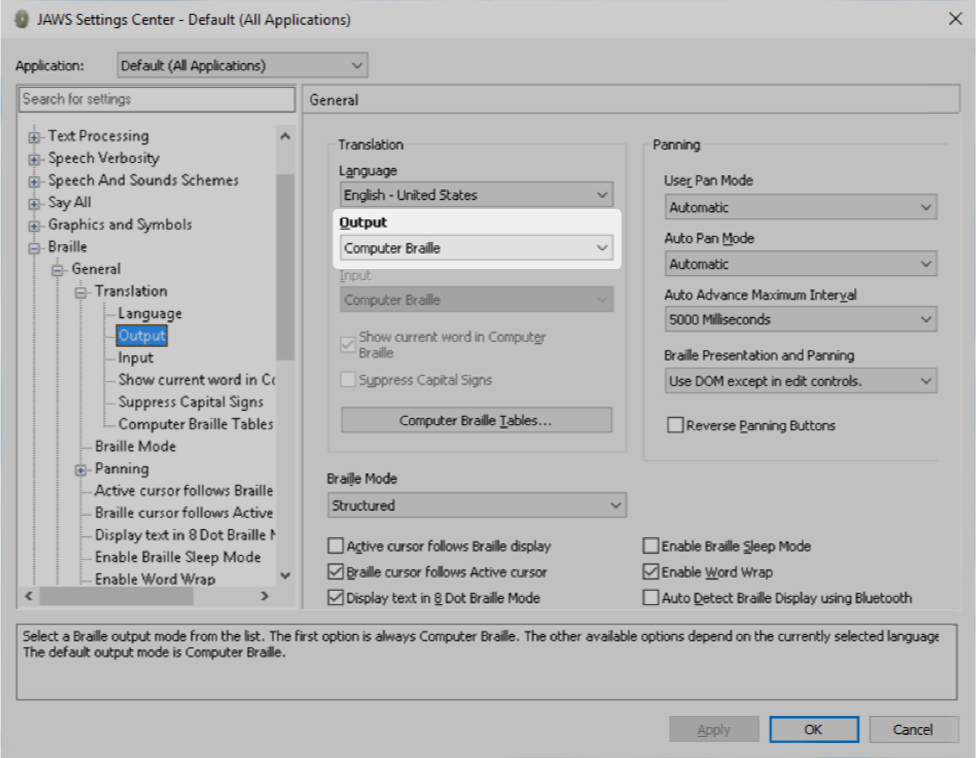 JAWS Settings Center - Default (All Applications)
Application:
Default (All Applications)
Search for settings
Text Processing
Speech Verbosity
Speech And Sounds Schemes
Say All
Graphics and Symbols
Braille
General
Translation
Language
Output
Input
Show current word in Co
Suppress Capital Signs
Computer Braille Tables
Braille Mode
Panning
Active cursor follows Braille
Braille cursor follows Active
Display text in 8 Dot Braille M
Enable Braille Sleep Mode
Enable Word Wrap
General
Translation
Language
English - United States
Output
Computer Braille
Input
Computer Braille
Show current word in Computer
Braille
Suppress Capital Signs
Computer Braille Tables...
Panning
User Pan Mode
Automatic
Auto Pan Mode
Automatic
Auto Advance Maximum Interval
5000 Milliseconds
Braille Presentation and Panning
Use DOM except in edit controls.
Reverse Panning Buttons
Braille Mode
Structured
Active cursor follows Braille display
Braille cursor follows Active cursor
Display text in 8 Dot Braille Mode
Enable Braille Sleep Mode
Enable Word Wrap
Auto Detect Braille Display using Bluetooth
Select a Braille output mode from the list. The first option is always Computer Braille. The other available options depend on the currently selected language
The default output mode is Computer Braille.
Apply
OK
Cancel